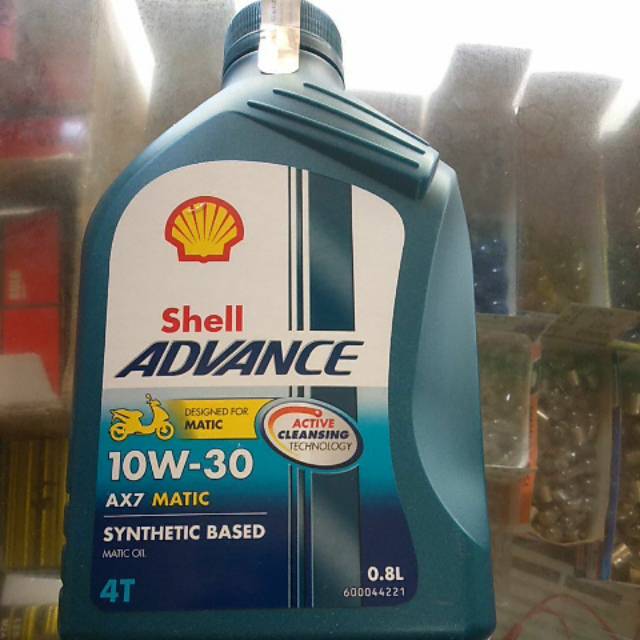 Shell
ADVANCE
DESIGNED FOR
MATIC
ACTIVE
CLEANSING
TECHNOLOGY
10W-30
AX7 MATIC
SYNTHETIC BASED
MATIC OIL
4T
0.8L
600044221